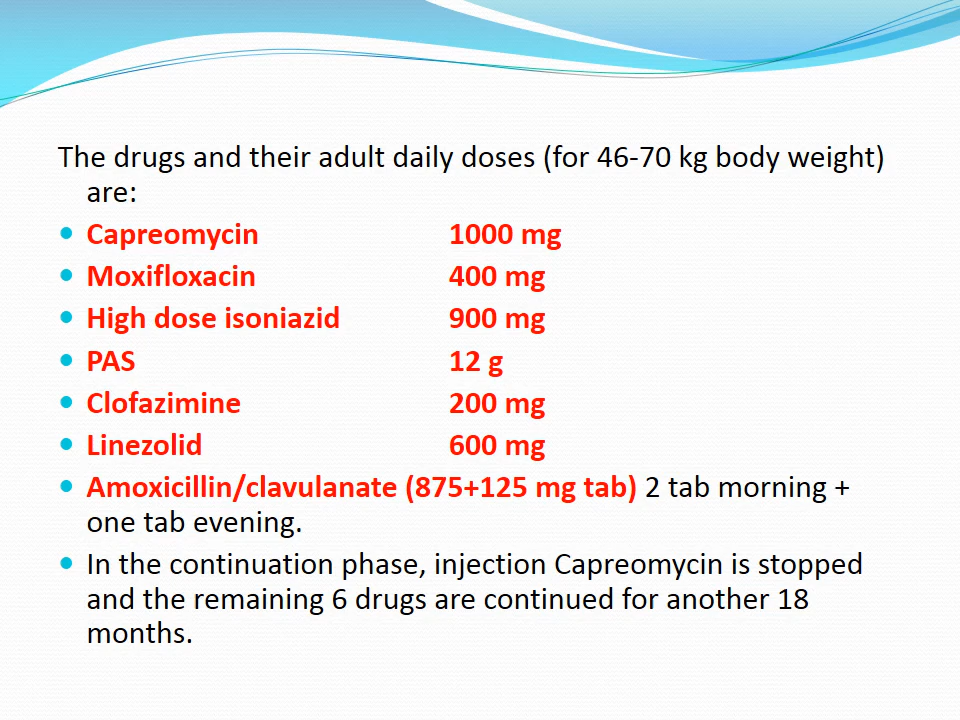 The drugs and their adult daily doses (for 46-70 kg body weight)
are:
Capreomycin 1000 mg
Moxifloxacin 400 mg
High dose isoniazid 900 mg
PAS 12 g
Clofazimine 200 mg
Linezolid 600 mg
Amoxicillin/clavulanate (875+125 mg tab) 2 tab morning +
one tab evening.
In the continuation phase, injection Capreomycin is stopped
and the remaining 6 drugs are continued for another 18
months.